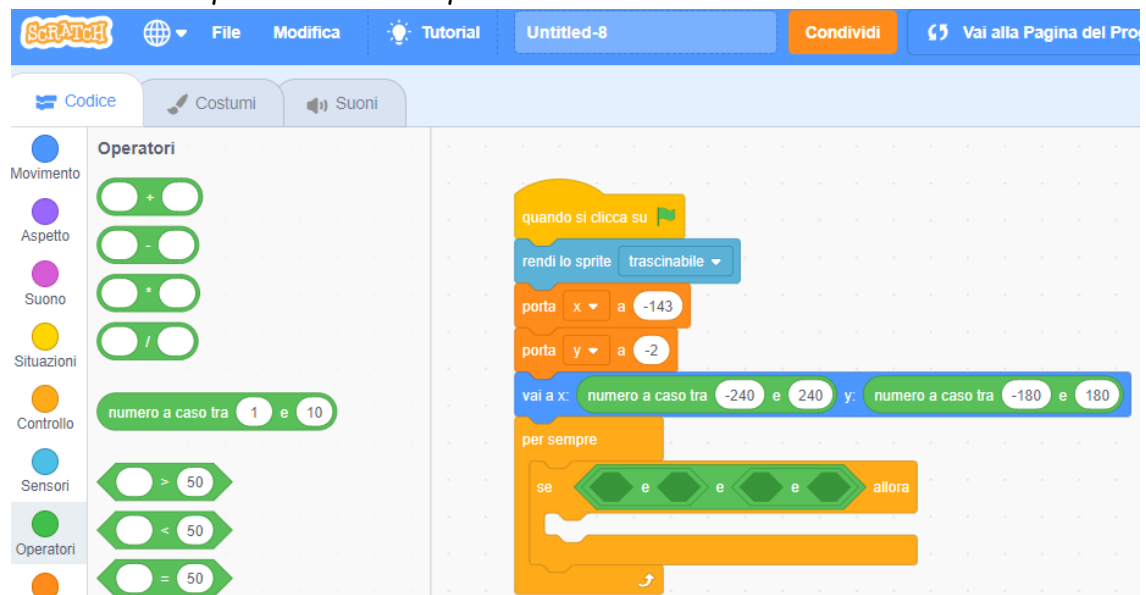 SCRATCH File Modifica Tutorial Untitled-8 Condividi Vai alla Pagina del Prog
Codice Costumi Suoni
Movimento
Aspetto
Suono
Situazioni
Controllo
Sensori
Operatori
Operatori
+
-
*
/
numero a caso tra 1 e 10
> 50
< 50
= 50
quando si clicca su
rendi lo sprite trascinabile
porta x a -143
porta y a -2
vai a x: numero a caso tra -240 e 240 y: numero a caso tra -180 e 180
per sempre
se e e e allora